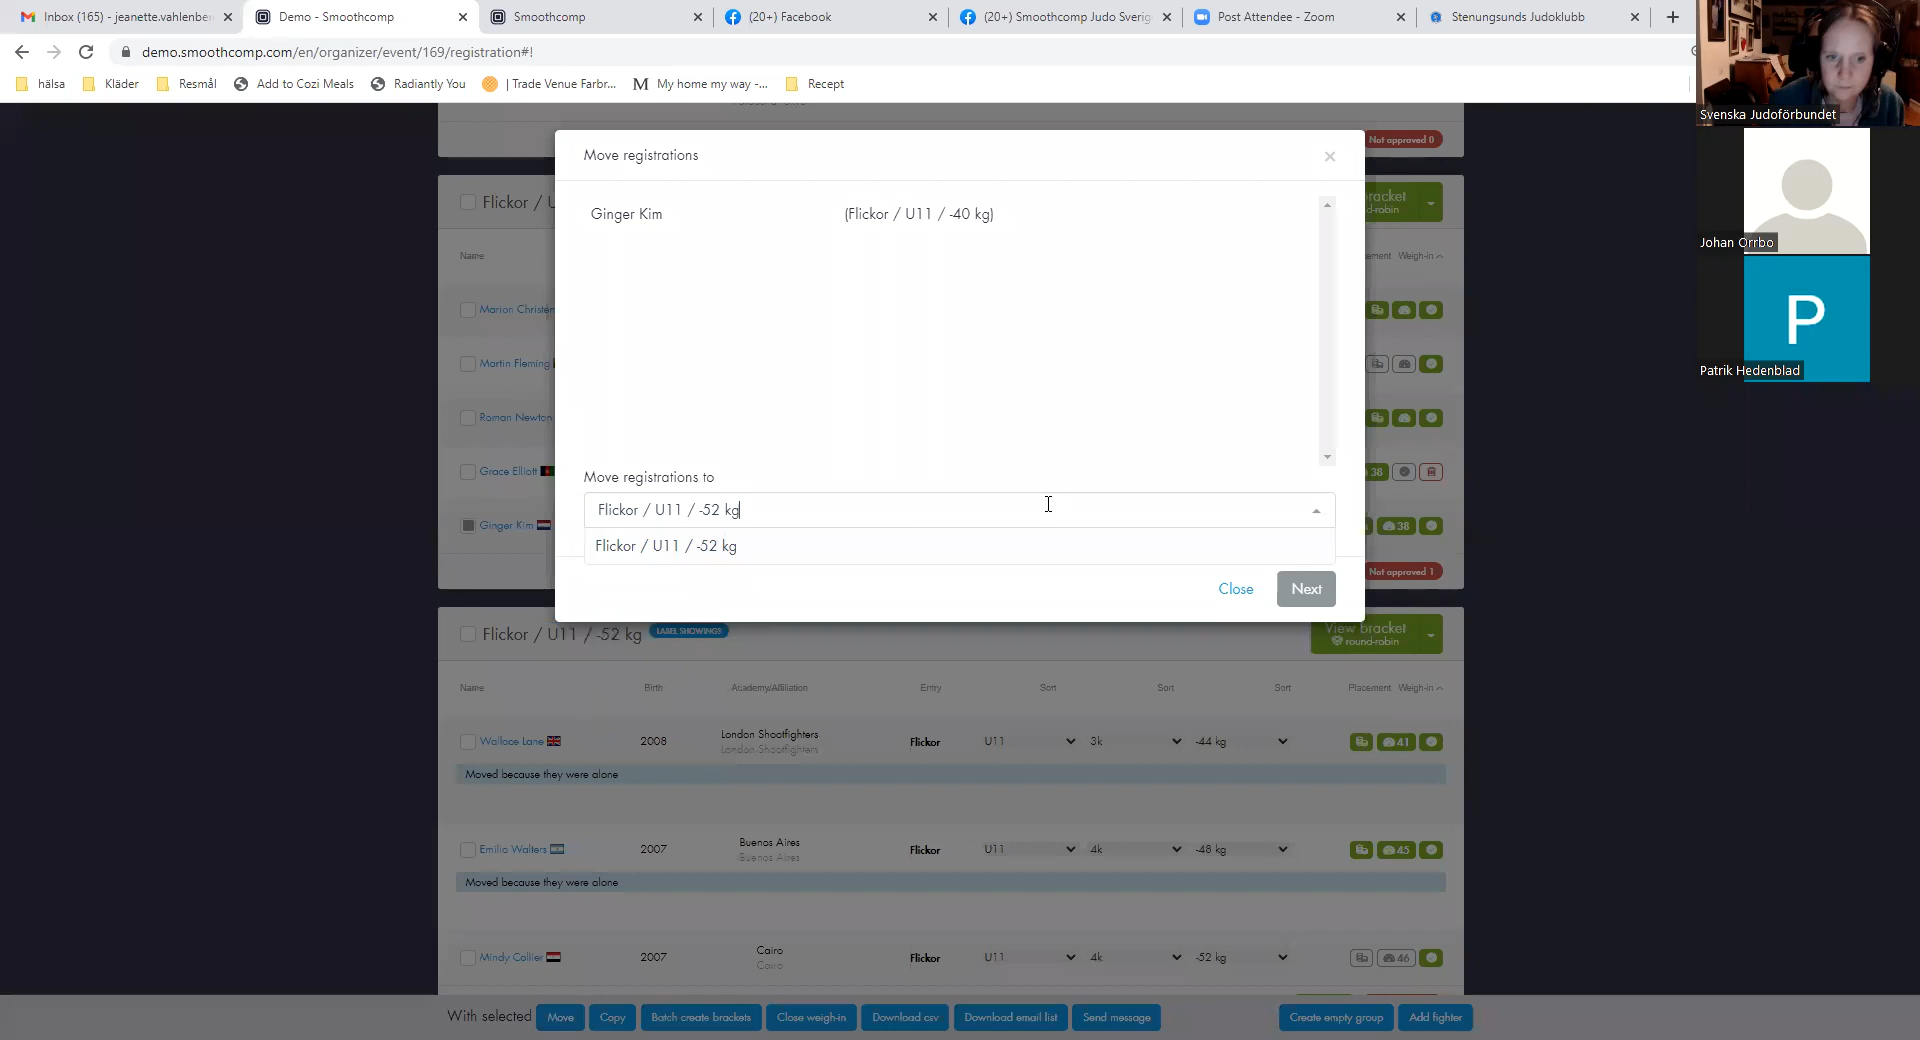 Inbox (165) - jeanette.vahlenber
Demo - Smoothcomp
Smoothcomp
(20+) Facebook
(20+) Smoothcomp Judo Sverig
Post Attendee - Zoom
Stenungsunds Judoklubb
demo.smoothcomp.com/en/organizer/event/169/registration#!
hälsa
Kläder
Resmål
Add to Cozi Meals
Radiantly You
| Trade Venue Farbr...
My home my way -...
Recept
Svenska Judoförbundet
Johan Orrbo
P
Patrik Hedenblad
Not approved 0
Move registrations
Ginger Kim (Flickor / U11 / -40 kg)
Flickor / U
bracket
d-robin
Name
ement Weigh-in
Marion Christen
Martin Fleming
Roman Newton
Grace Elliott
38
Ginger Kim
38
Not approved 1
Move registrations to
Flickor / U11 / -52 kg
Flickor / U11 / -52 kg
Close
Next
Flickor / U11 / -52 kg LABEL SHOWINGS
View bracket
round-robin
Name Birth Academy/Affiliation Entry Sort Sort Sort Placement Weigh-in
Wallace Lane 2008 London Shootfighters Flickor U11 3k -44 kg 41
London Shootfighters
Moved because they were alone
Emilio Walters 2007 Buenos Aires Flickor U11 4k -48 kg 45
Buenos Aires
Moved because they were alone
Mindy Collier 2007 Cairo Flickor U11 4k -52 kg 46
Cairo
With selected Move Copy Batch create brackets Close weigh-in Download csv Download email list Send message Create empty group Add fighter